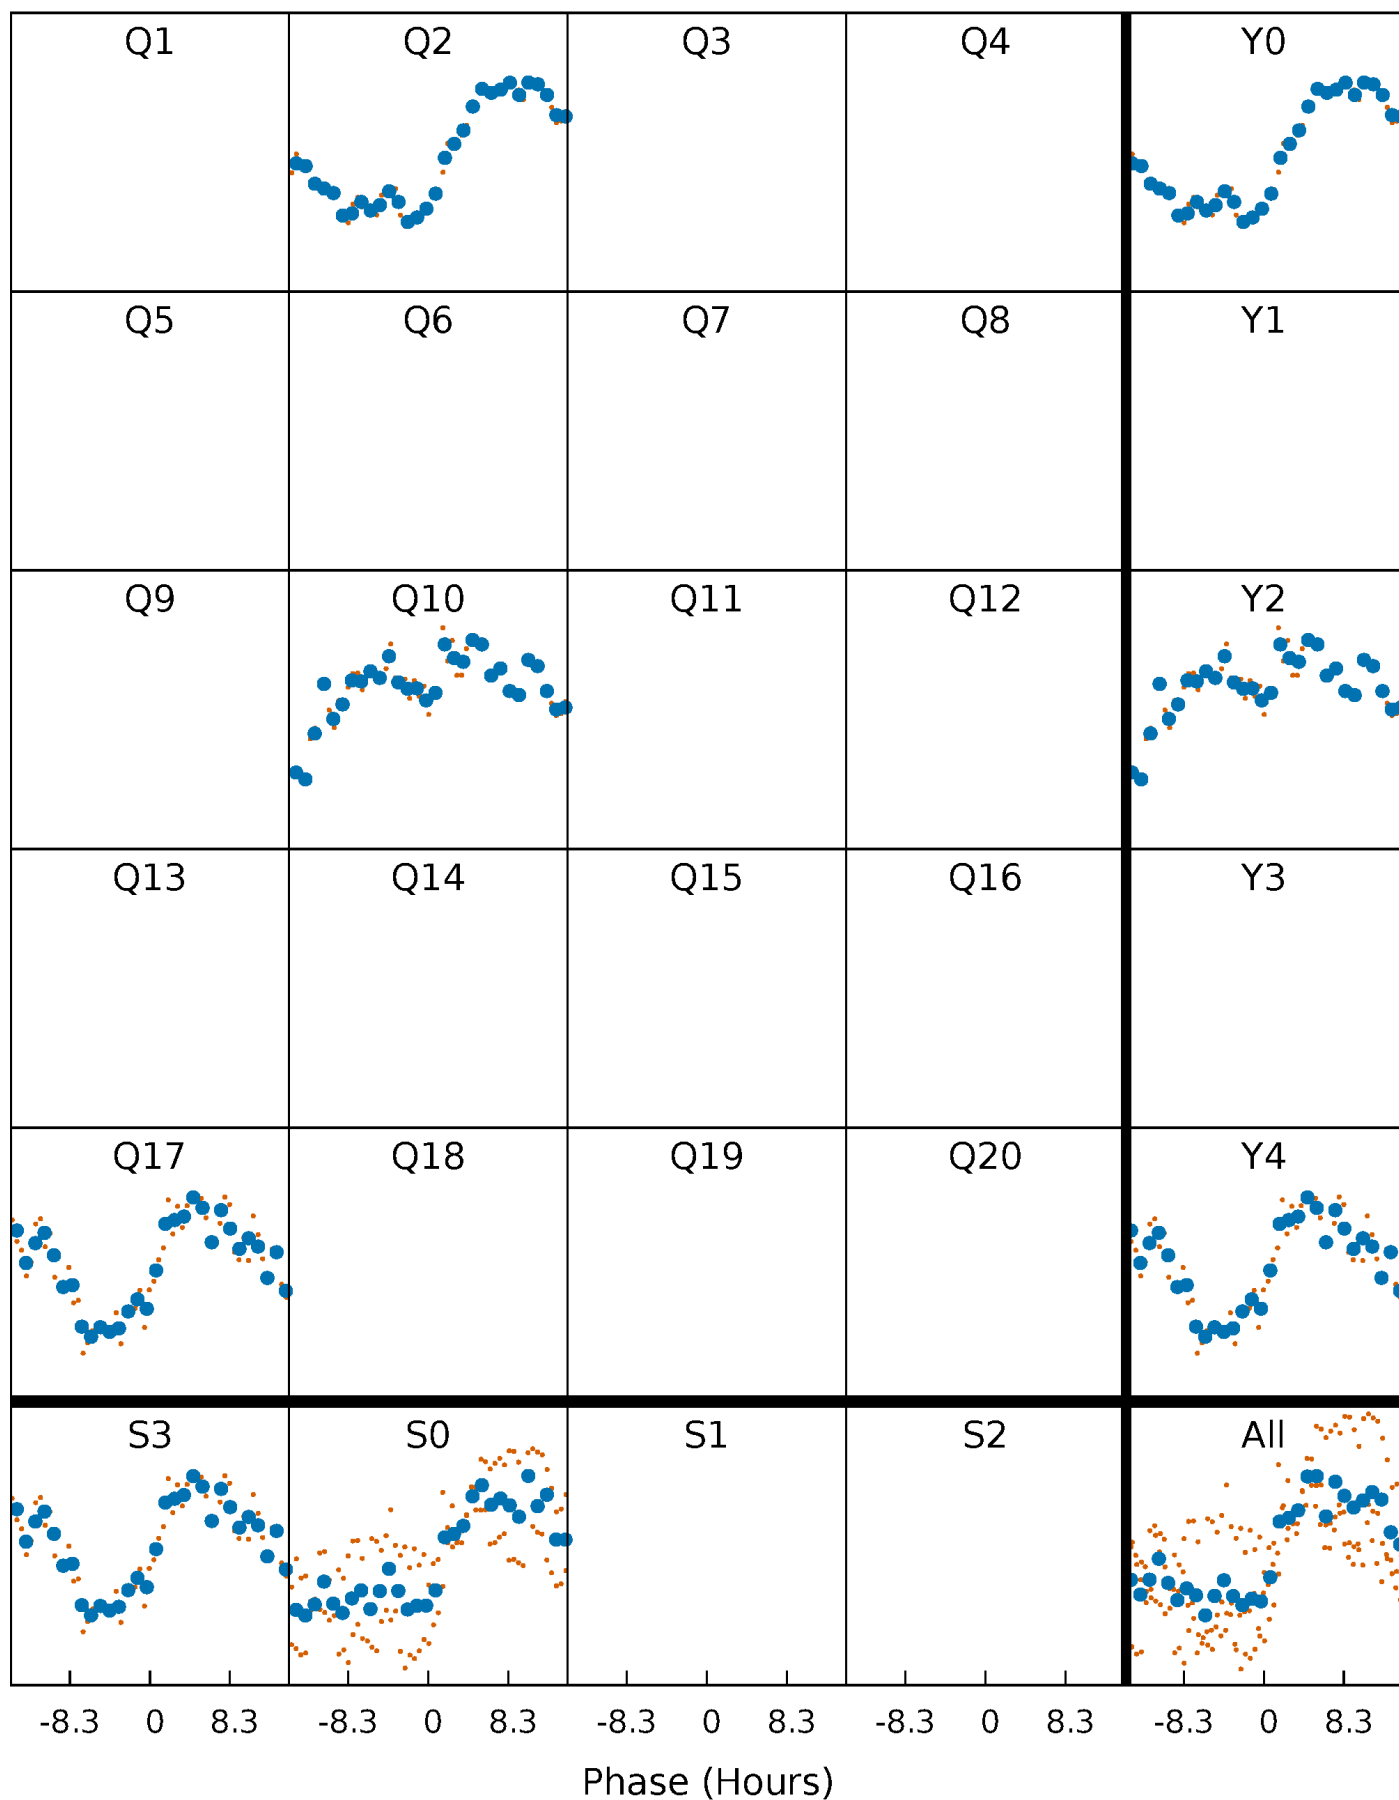 Q1 Q2 Q3 Q4 Y0
Q5 Q6 Q7 Q8 Y1
Q9 Q10 Q11 Q12 Y2
Q13 Q14 Q15 Q16 Y3
Q17 Q18 Q19 Q20 Y4
S3 S0 S1 S2 All
-8.3 0 8.3 -8.3 0 8.3 -8.3 0 8.3 -8.3 0 8.3 -8.3 0 8.3
Phase (Hours)